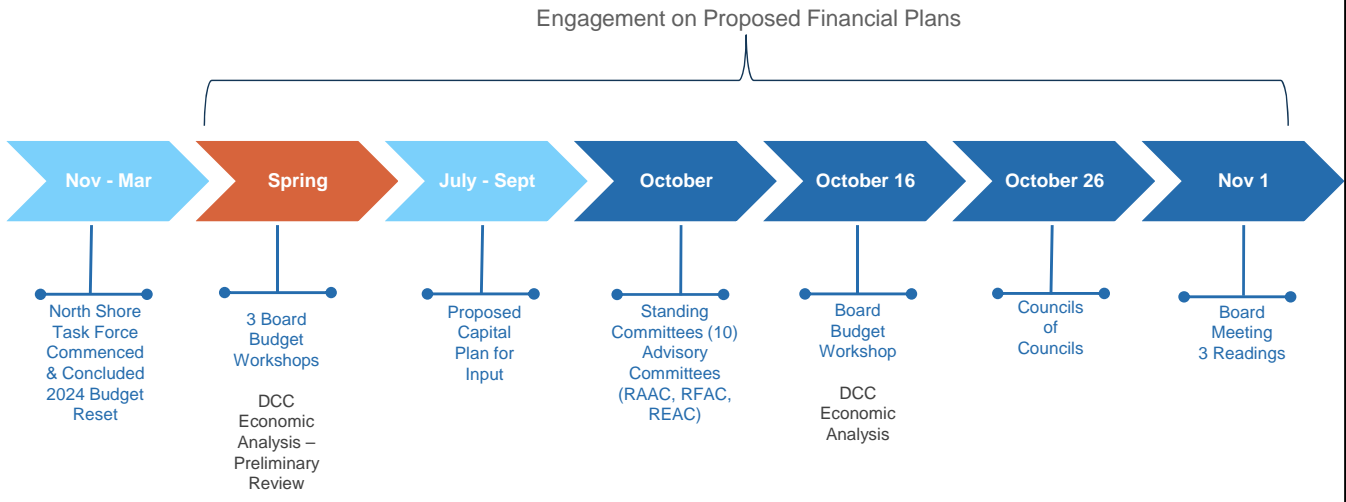 Engagement on Proposed Financial Plans
Nov - Mar
Spring
July - Sept
October
October 16
October 26
Nov 1
North Shore
Task Force
Commenced
& Concluded
2024 Budget
Reset
3 Board
Budget
Workshops
DCC
Economic
Analysis –
Preliminary
Review
Proposed
Capital
Plan for
Input
Standing
Committees (10)
Advisory
Committees
(RAAC, RFAC,
REAC)
Board
Budget
Workshop
DCC
Economic
Analysis
Councils
of
Councils
Board
Meeting
3 Readings